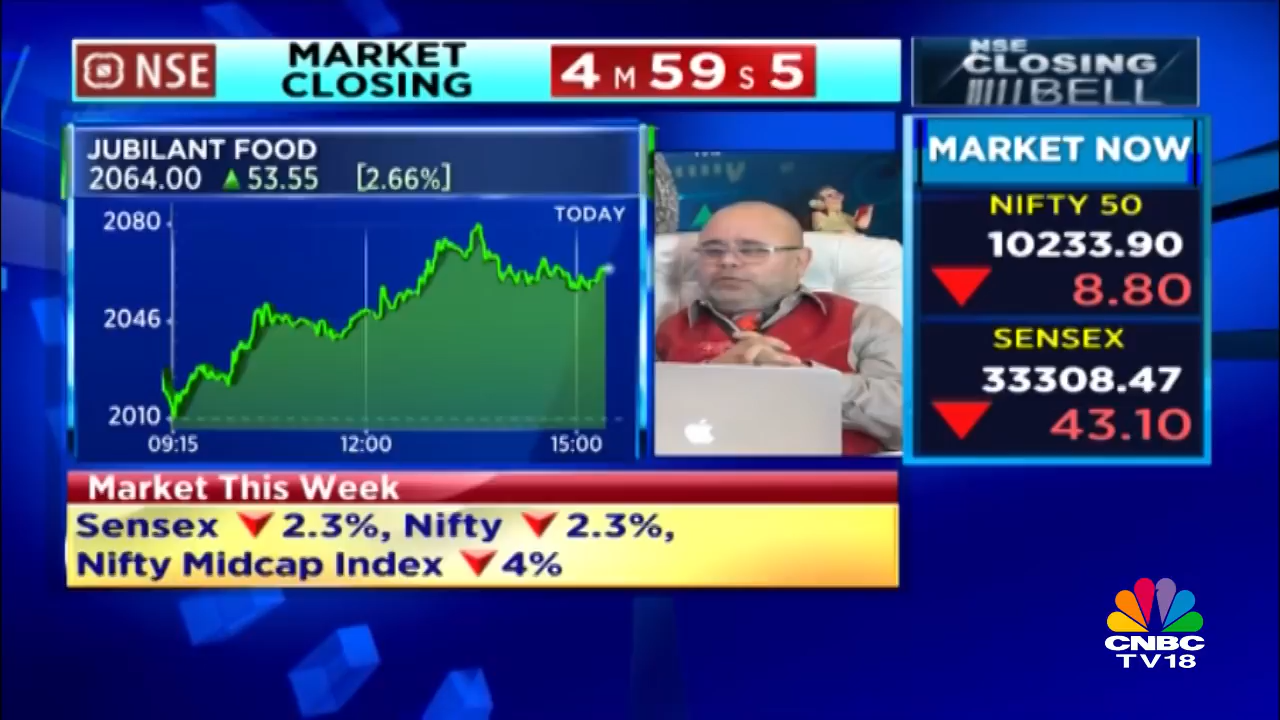 NSE
MARKET
CLOSING
4 M 59 S 5
NSE
CLOSING
BELL
JUBILANT FOOD
2064.00 ▲ 53.55 [2.66%]
TODAY
2080
2046
2010
09:15 12:00 15:00
MARKET NOW
NIFTY 50
10233.90
▼ 8.80
SENSEX
33308.47
▼ 43.10
Market This Week
Sensex ▼ 2.3%, Nifty ▼ 2.3%,
Nifty Midcap Index ▼ 4%
CNBC
TV18